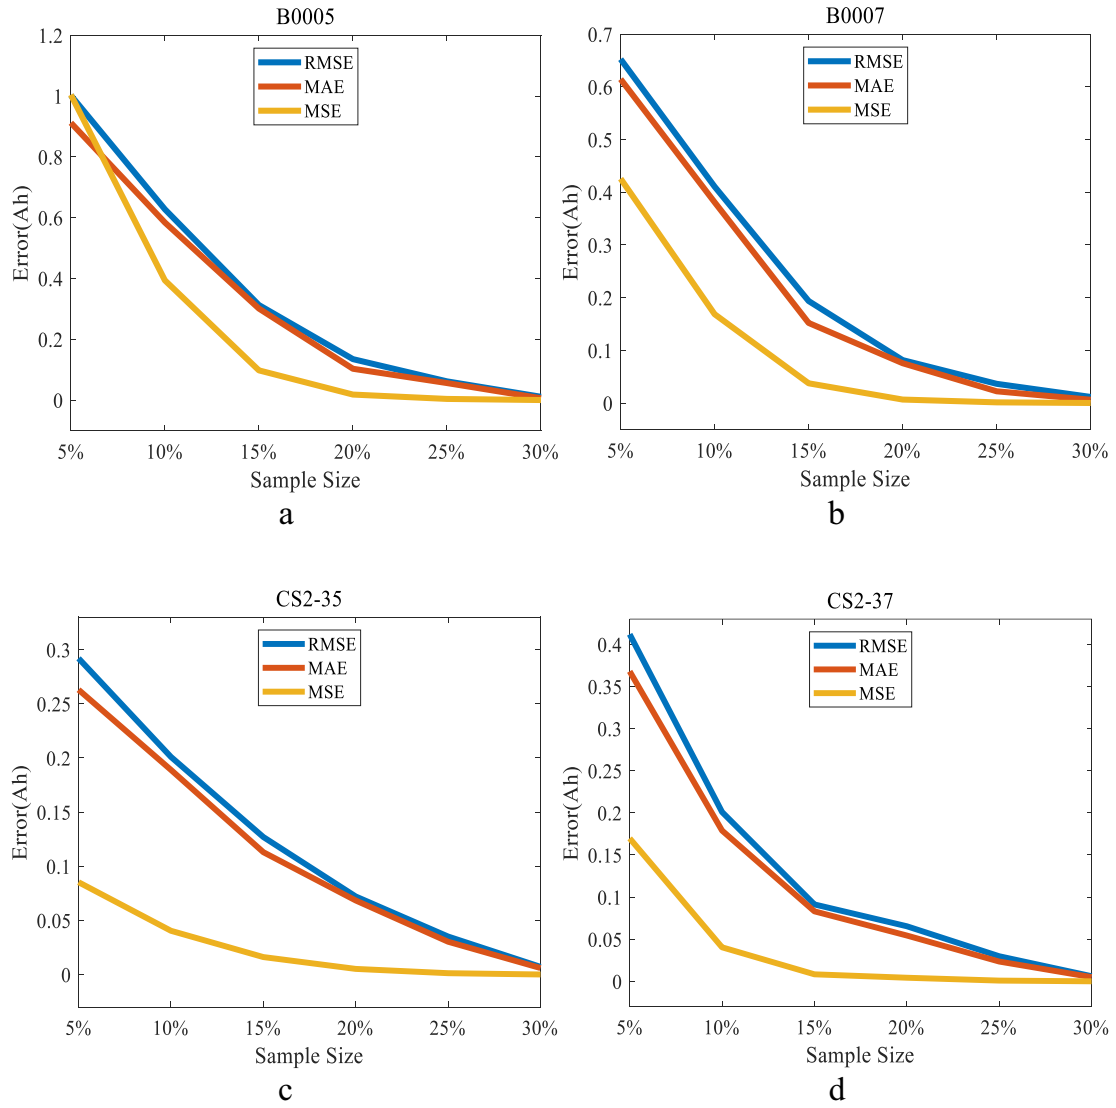 B0005
1.2
1
0.8
0.6
0.4
0.2
0
Error(Ah)
RMSE
MAE
MSE
5% 10% 15% 20% 25% 30%
Sample Size
a
B0007
0.7
0.6
0.5
0.4
0.3
0.2
0.1
0
Error(Ah)
RMSE
MAE
MSE
5% 10% 15% 20% 25% 30%
Sample Size
b
CS2-35
0.3
0.25
0.2
0.15
0.1
0.05
0
Error(Ah)
RMSE
MAE
MSE
5% 10% 15% 20% 25% 30%
Sample Size
c
CS2-37
0.4
0.35
0.3
0.25
0.2
0.15
0.1
0.05
0
Error(Ah)
RMSE
MAE
MSE
5% 10% 15% 20% 25% 30%
Sample Size
d